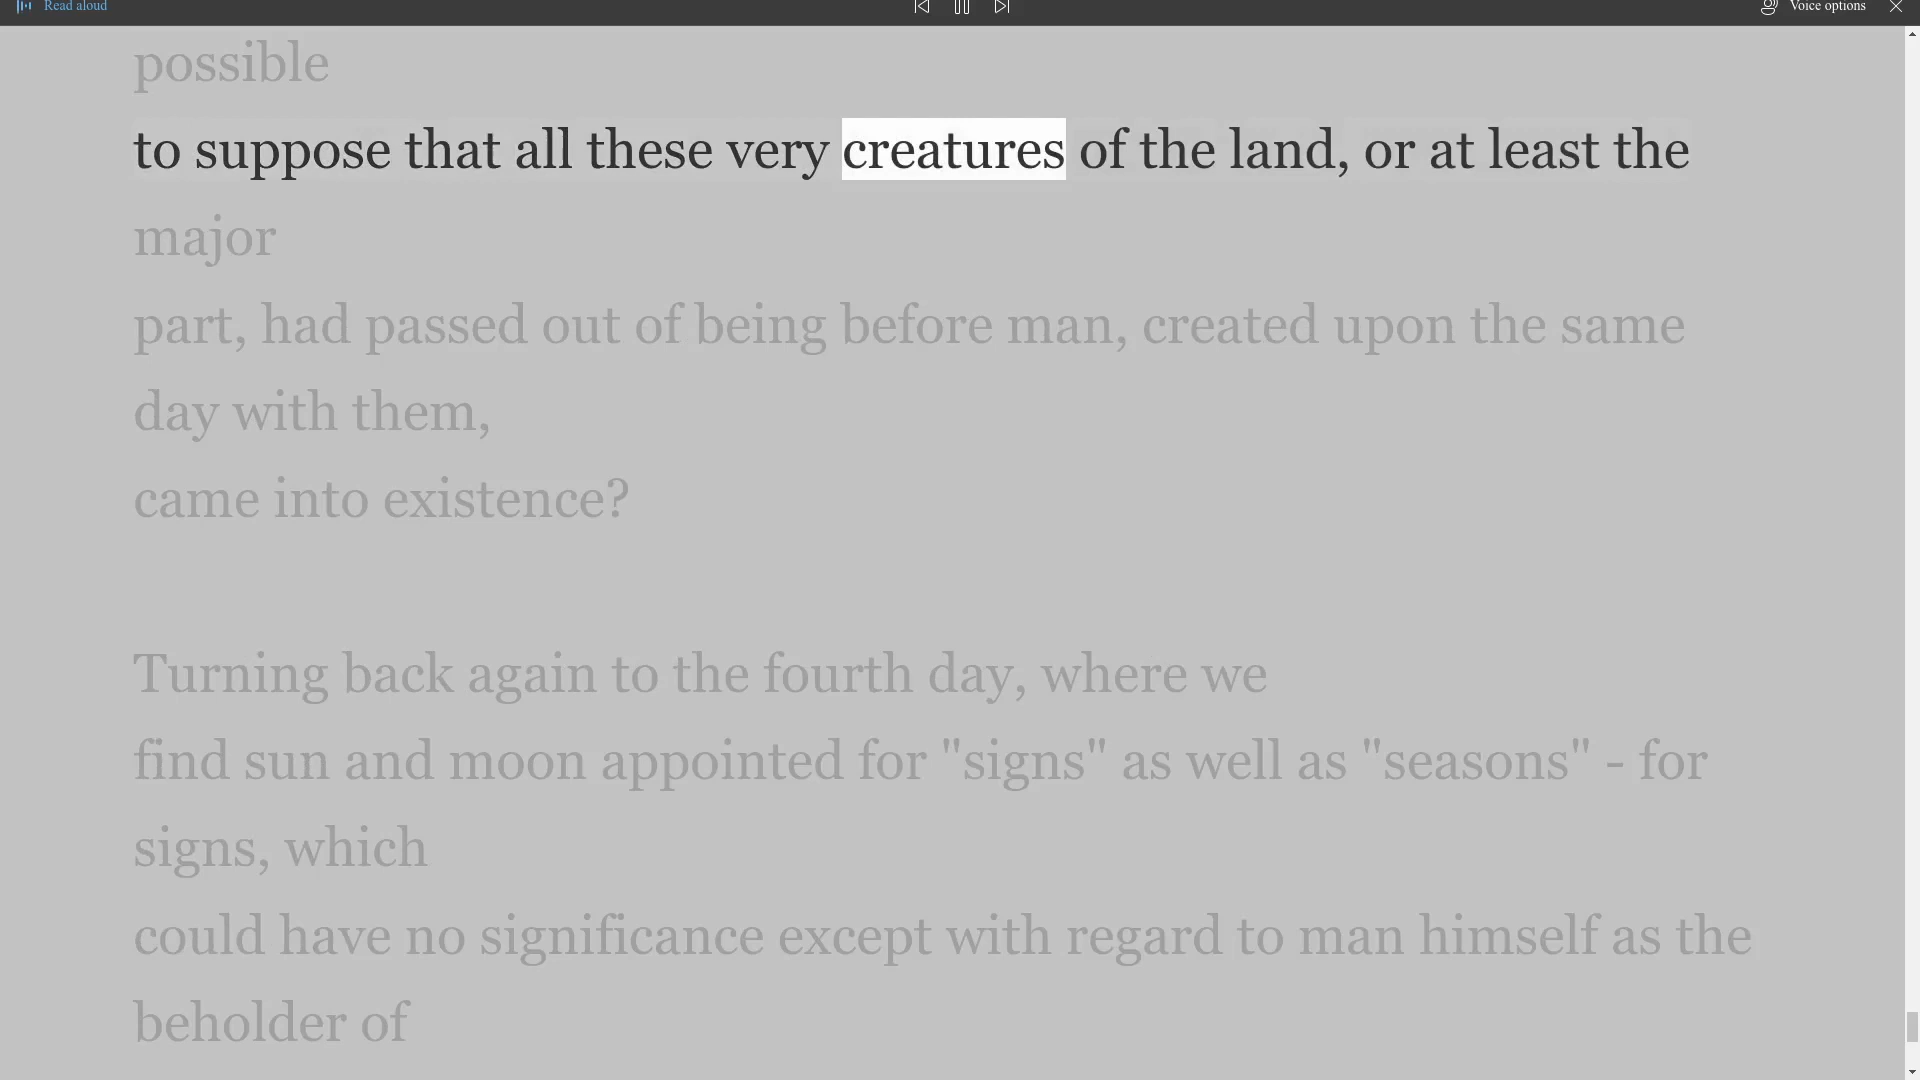 Read aloud
Voice options
possible
to suppose that all these very creatures of the land, or at least the
major
part, had passed out of being before man, created upon the same
day with them,
came into existence?
Turning back again to the fourth day, where we
find sun and moon appointed for "signs" as well as "seasons" - for
signs, which
could have no significance except with regard to man himself as the
beholder of